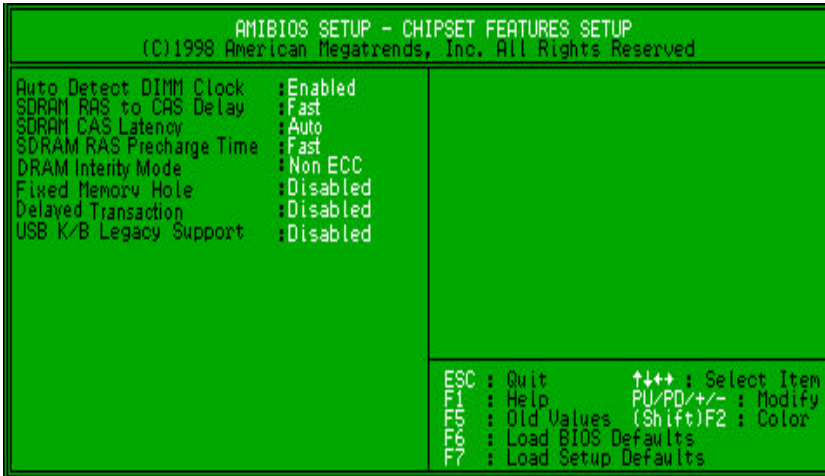 AMIBIOS SETUP - CHIPSET FEATURES SETUP
(C)1998 American Megatrends, Inc. All Rights Reserved
Auto Detect DIMM Clock :Enabled
SDRAM RAS to CAS Delay :Fast
SDRAM CAS Latency :Auto
SDRAM RAS Precharge Time :Fast
DRAM Interity Mode :Non ECC
Fixed Memory Hole :Disabled
Delayed Transaction :Disabled
USB K/B Legacy Support :Disabled
ESC : Quit ↑↓←→ : Select Item
F1 : Help PU/PD/+/- : Modify
F5 : Old Values (Shift)F2 : Color
F6 : Load BIOS Defaults
F7 : Load Setup Defaults